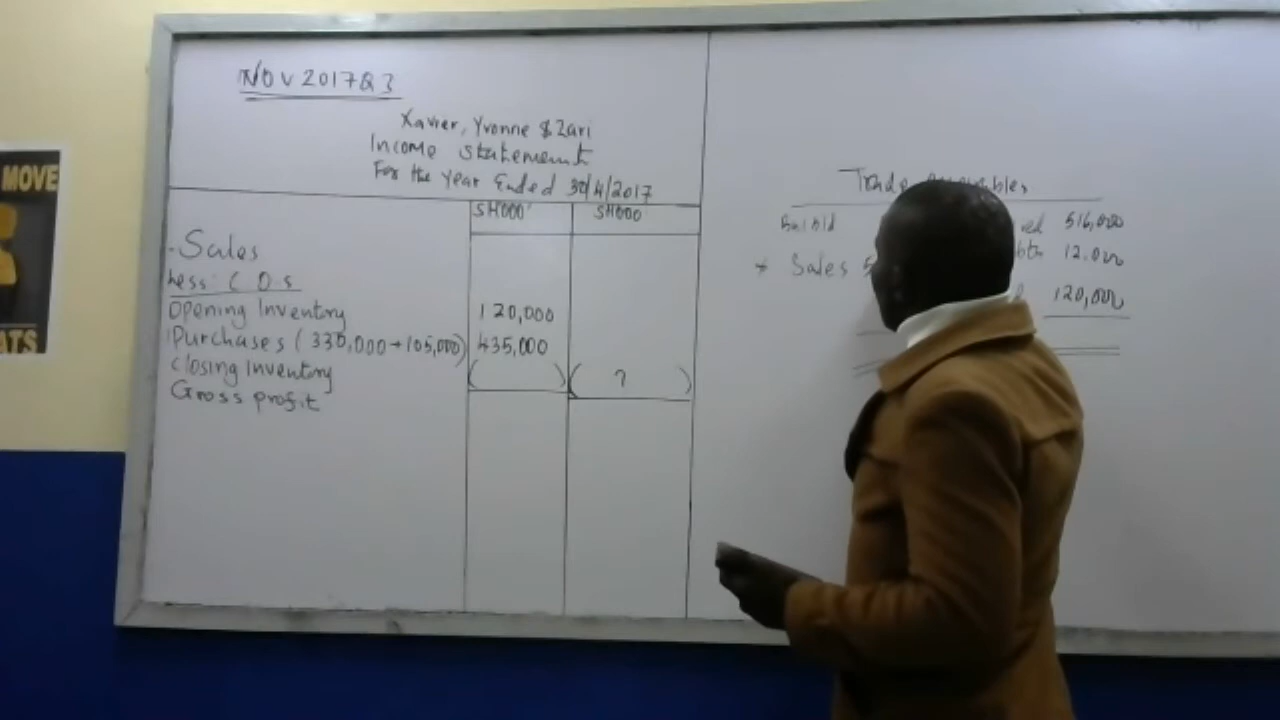 MOVE
ATS
NOV 2017 Q3
Xavier, Yvonne & Zari
Income statement
For the Year Ended 30/4/2017
SH000' SH000
- Sales
Less: C.O.s
Opening Inventory 120,000
Purchases (330,000+105,000) 435,000
Closing Inventory ( ) ( ? )
Gross profit
Trade
Bal b/d 516,000
* Sales 12,000
120,000